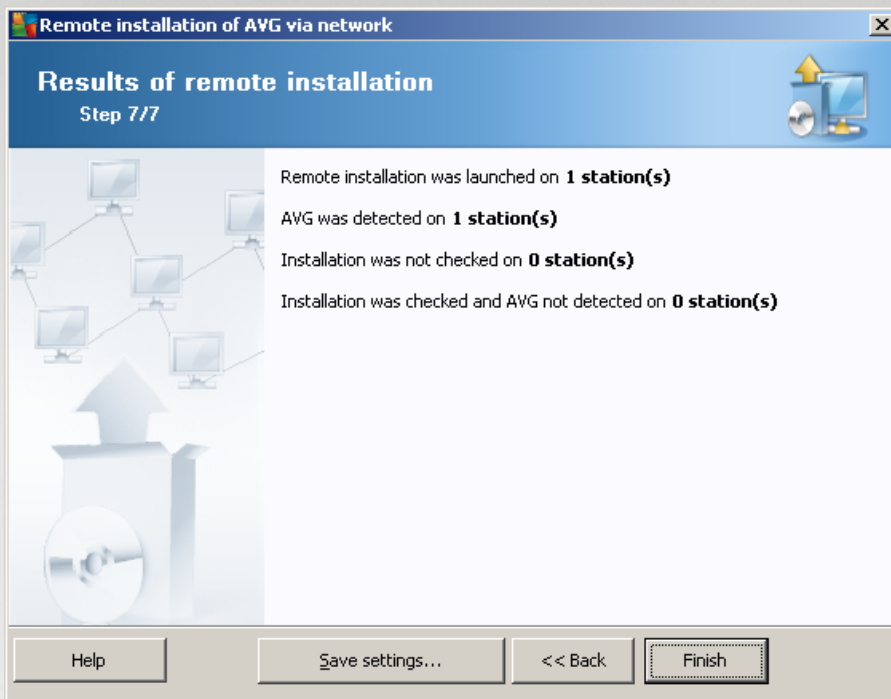 Remote installation of AVG via network
Results of remote installation
Step 7/7
Remote installation was launched on 1 station(s)
AVG was detected on 1 station(s)
Installation was not checked on 0 station(s)
Installation was checked and AVG not detected on 0 station(s)
Help
Save settings...
<< Back
Finish